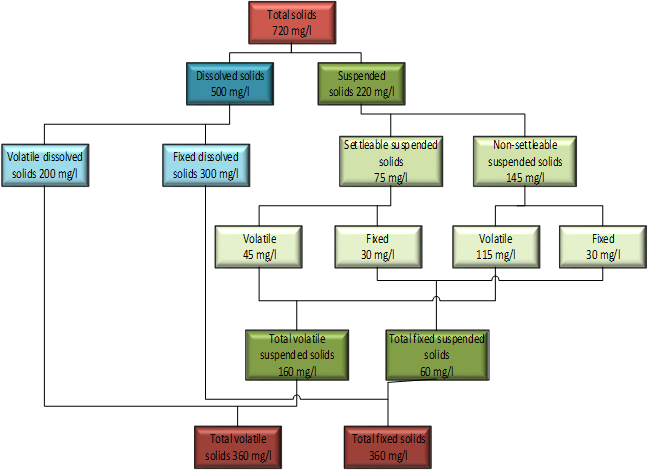 Total solids
720 mg/l
Dissolved solids
500 mg/l
Suspended
solids 220 mg/l
Volatile dissolved
solids 200 mg/l
Fixed dissolved
solids 300 mg/l
Settleable suspended
solids
75 mg/l
Non-settleable
suspended solids
145 mg/l
Volatile
45 mg/l
Fixed
30 mg/l
Volatile
115 mg/l
Fixed
30 mg/l
Total volatile
suspended solids
160 mg/l
Total fixed suspended
solids
60 mg/l
Total volatile
solids 360 mg/l
Total fixed solids
360 mg/l